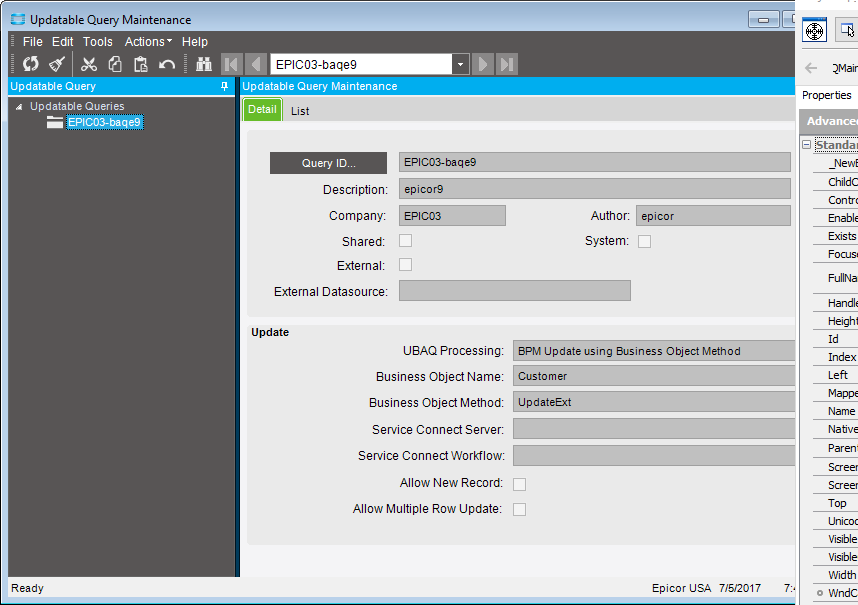 Updatable Query Maintenance
File Edit Tools Actions Help
EPIC03-baqe9
Updatable Query
Updatable Queries
EPIC03-baqe9
Updatable Query Maintenance
Detail List
Query ID... EPIC03-baqe9
Description: epicor9
Company: EPIC03 Author: epicor
Shared: System:
External:
External Datasource:
Update
UBAQ Processing: BPM Update using Business Object Method
Business Object Name: Customer
Business Object Method: UpdateExt
Service Connect Server:
Service Connect Workflow:
Allow New Record:
Allow Multiple Row Update:
Ready Epicor USA 7/5/2017 7:4
QMain
Properties
Advanced
Standar
_NewE
ChildC
Contro
Enable
Exists
Focuse
FullNa
Handle
Height
Id
Index
Left
Mappe
Name
Native
Parent
Screen
Screen
Top
Unicod
Visible
Visible
Width
WndC